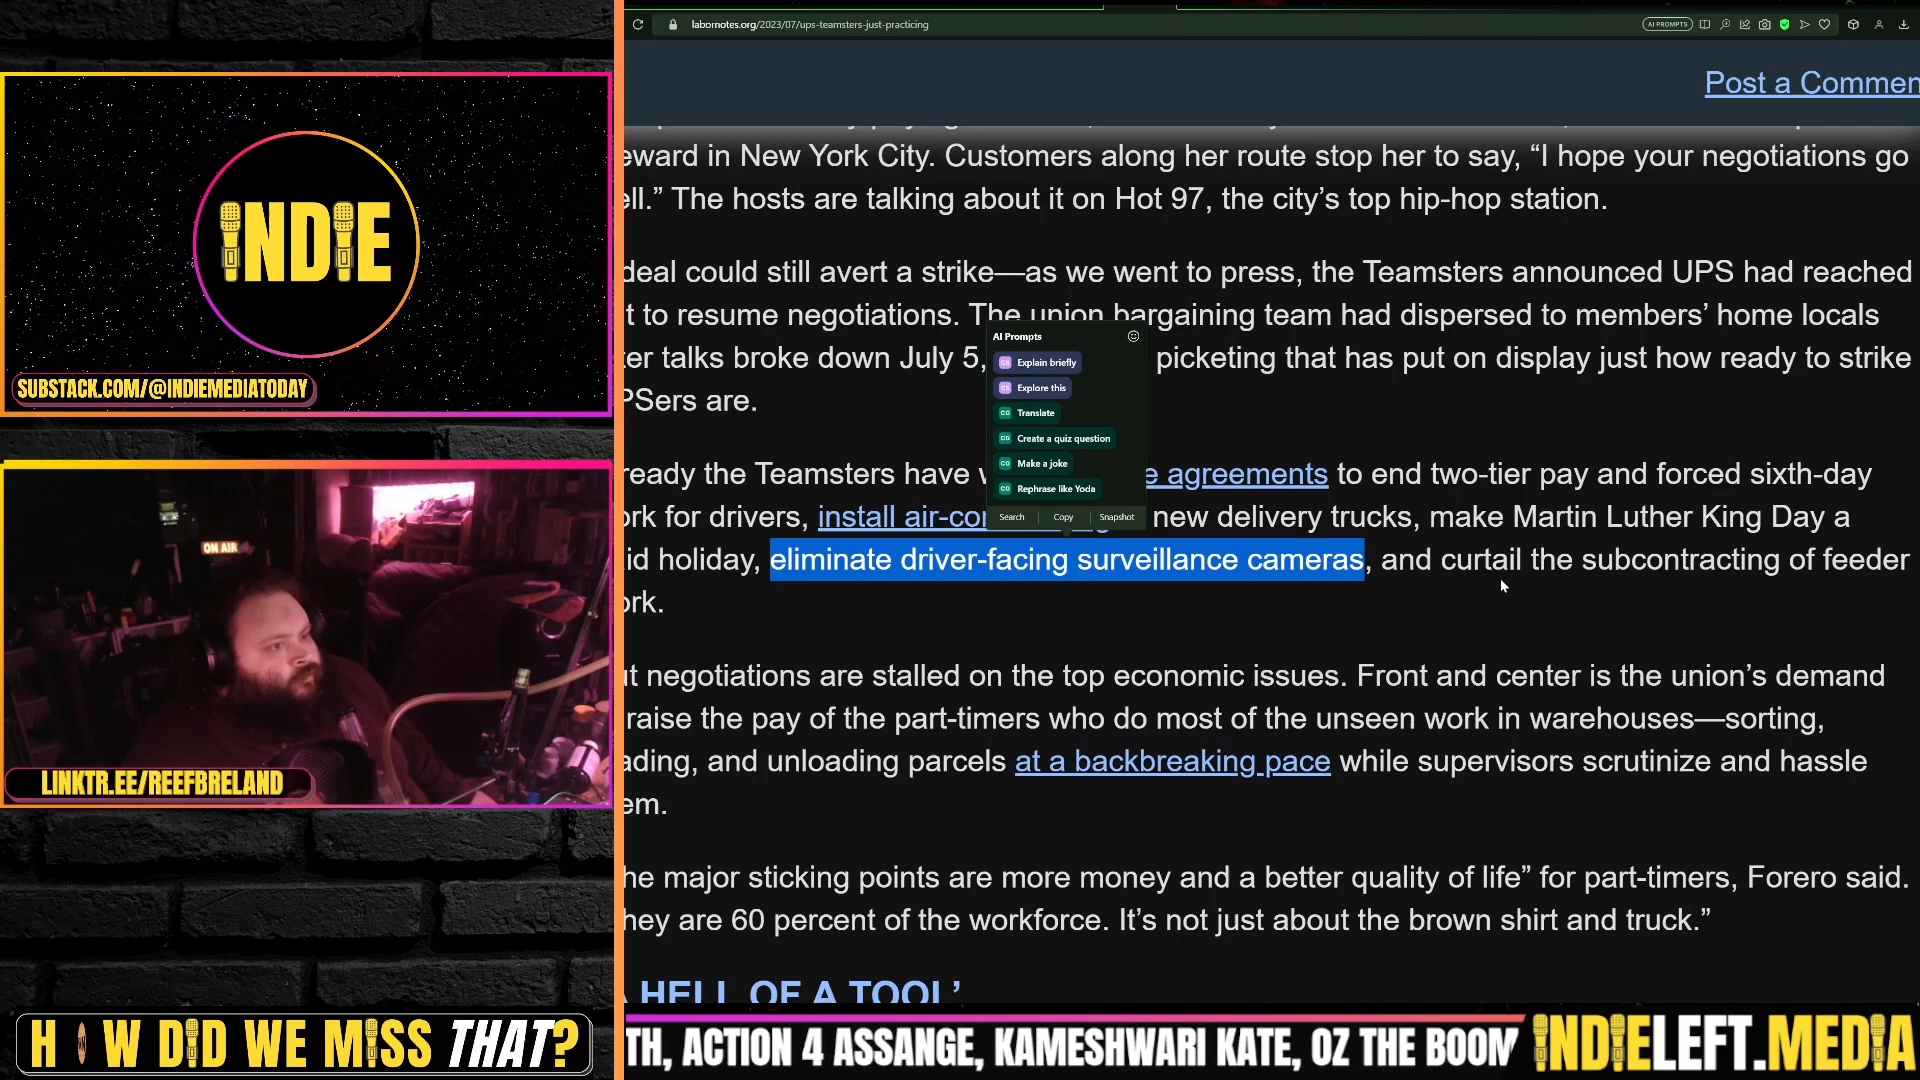 INDIE
SUBSTACK.COM/@INDIEMEDIATODAY
ON AIR
LINKTR.EE/REEFBRELAND
HOW DID WE MISS THAT?
labornotes.org/2023/07/ups-teamsters-just-practicing
AI PROMPTS
Post a Commen
eward in New York City. Customers along her route stop her to say, “I hope your negotiations go
ell.” The hosts are talking about it on Hot 97, the city’s top hip-hop station.
deal could still avert a strike—as we went to press, the Teamsters announced UPS had reached
t to resume negotiations. The union bargaining team had dispersed to members’ home locals
ter talks broke down July 5, picketing that has put on display just how ready to strike
PSers are.
ready the Teamsters have w e agreements to end two-tier pay and forced sixth-day
ork for drivers, install air-con new delivery trucks, make Martin Luther King Day a
id holiday, eliminate driver-facing surveillance cameras, and curtail the subcontracting of feeder
ork.
AI Prompts
Explain briefly
Explore this
Translate
Create a quiz question
Make a joke
Rephrase like Yoda
Search Copy Snapshot
ut negotiations are stalled on the top economic issues. Front and center is the union’s demand
raise the pay of the part-timers who do most of the unseen work in warehouses—sorting,
ading, and unloading parcels at a backbreaking pace while supervisors scrutinize and hassle
em.
he major sticking points are more money and a better quality of life” for part-timers, Forero said.
hey are 60 percent of the workforce. It’s not just about the brown shirt and truck.”
A HELL OF A TOOL’
TH, ACTION 4 ASSANGE, KAMESHWARI KATE, OZ THE BOOM
INDIELEFT.MEDIA